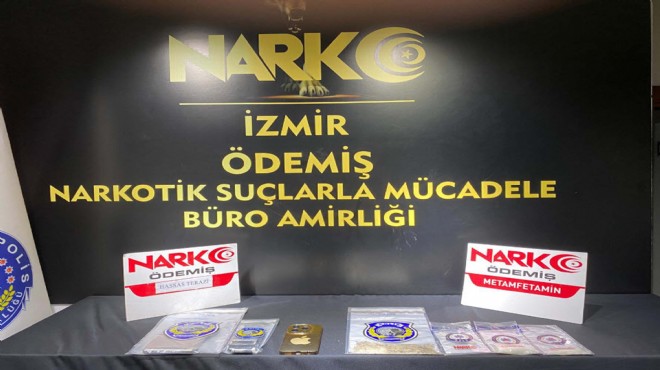 NARKO
İZMİR
ÖDEMİŞ
NARKOTİK SUÇLARLA MÜCADELE
BÜRO AMİRLİĞİ
POLİS
NARKO
ÖDEMİŞ
HASSAS TERAZİ
NARKO
ÖDEMİŞ
METAMFETAMİN